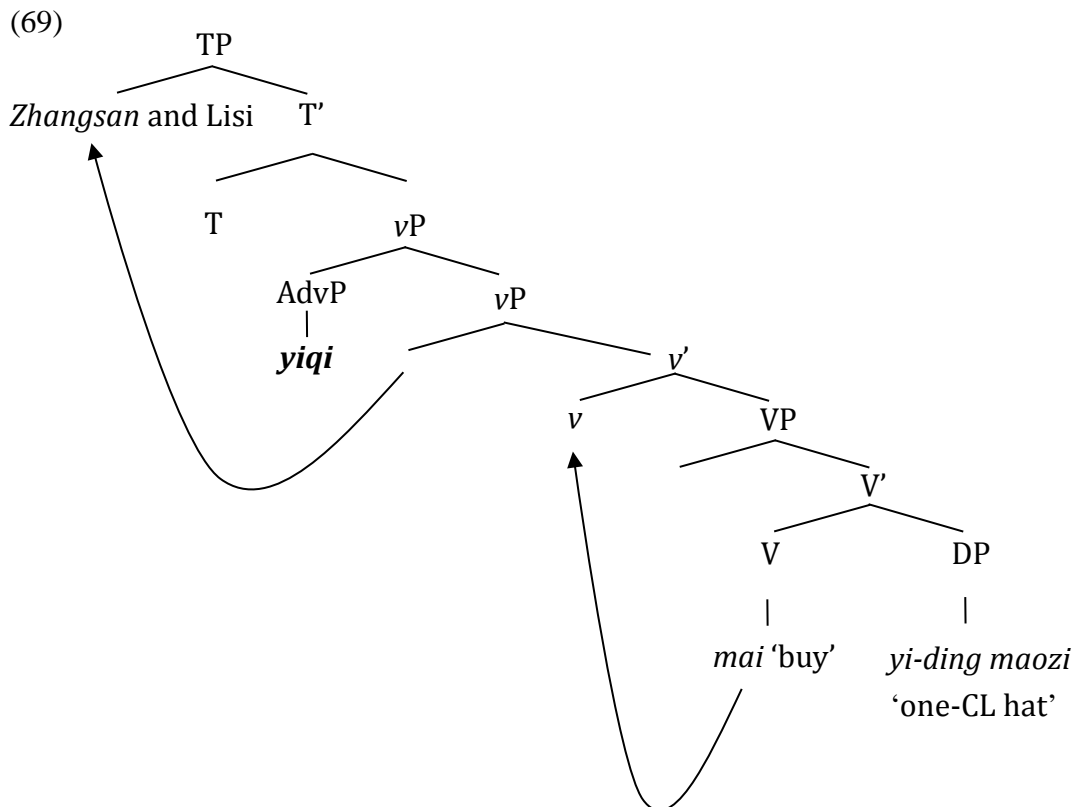 (69)
TP
Zhangsan and Lisi T’
T vP
AdvP vP
yiqi v’
v VP
V’
V DP
mai ‘buy’ yi-ding maozi
‘one-CL hat’